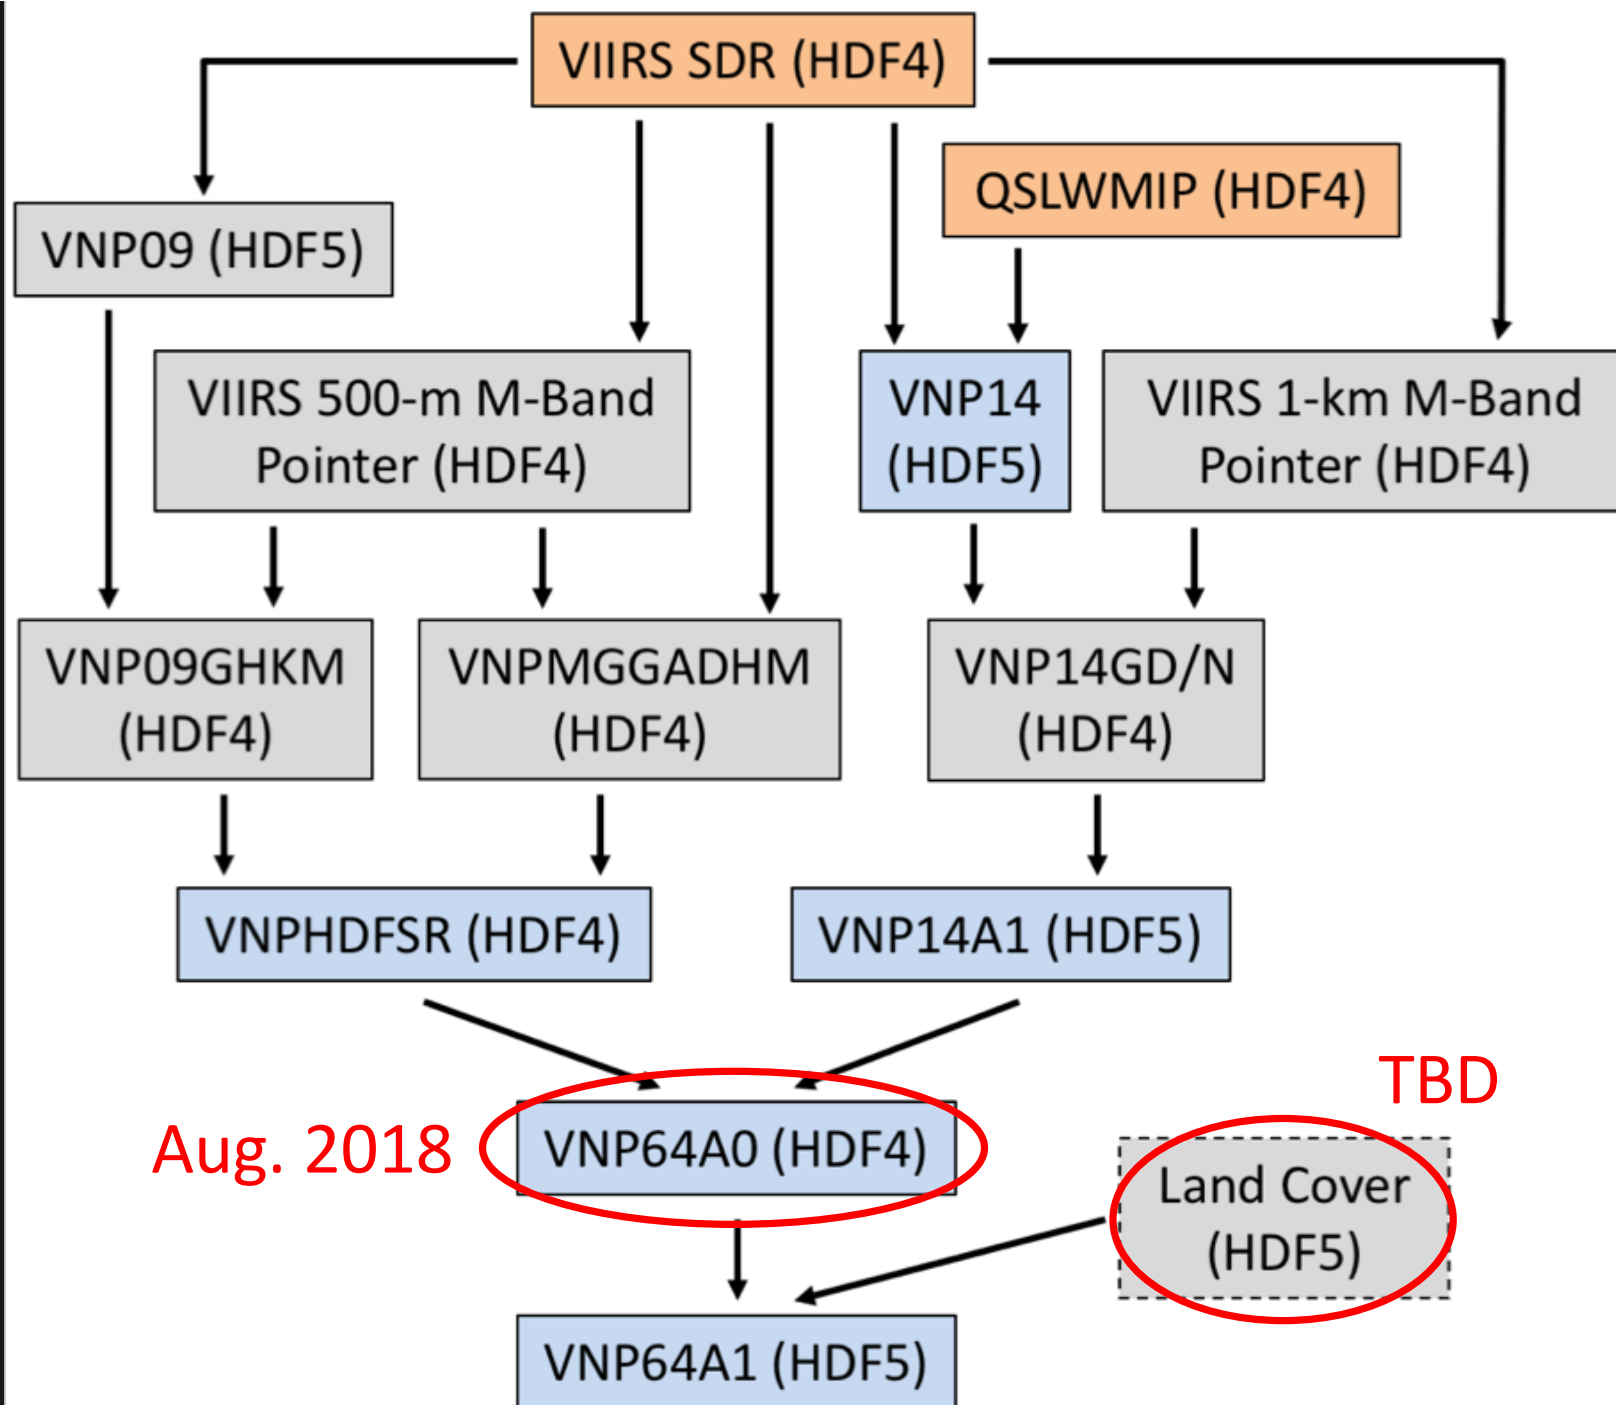 VIIRS SDR (HDF4)
QSLWMIP (HDF4)
VNP09 (HDF5)
VIIRS 500-m M-Band
Pointer (HDF4)
VNP14
(HDF5)
VIIRS 1-km M-Band
Pointer (HDF4)
VNP09GHKM
(HDF4)
VNPMGGADHM
(HDF4)
VNP14GD/N
(HDF4)
VNPHDFSR (HDF4)
VNP14A1 (HDF5)
TBD
Aug. 2018
VNP64A0 (HDF4)
Land Cover
(HDF5)
VNP64A1 (HDF5)